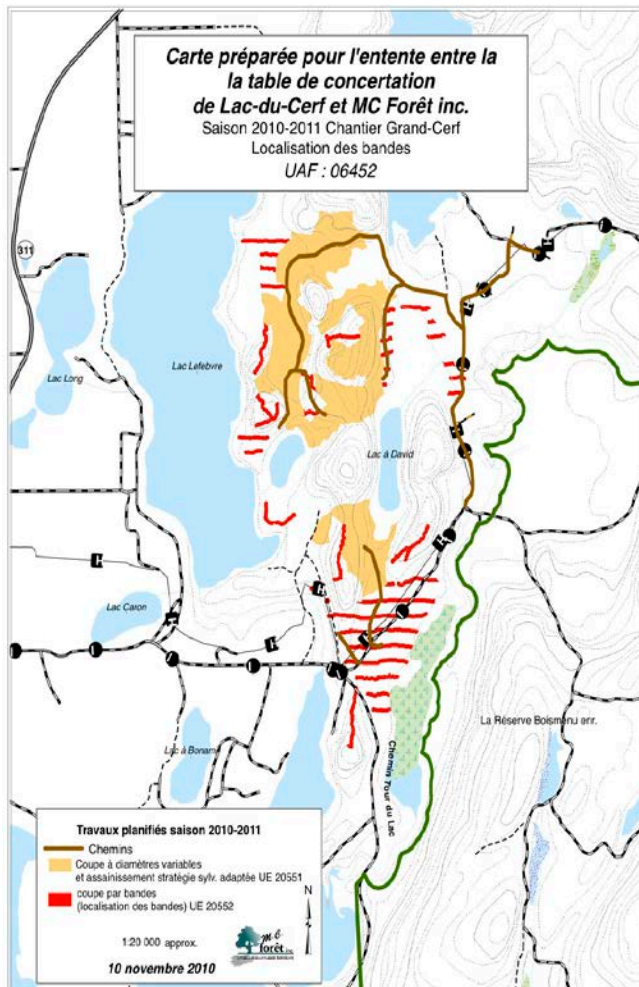 Carte préparée pour l'entente entre la
la table de concertation
de Lac-du-Cerf et MC Forêt inc.
Saison 2010-2011 Chantier Grand-Cerf
Localisation des bandes
UAF : 06452
311
Lac Long
Lac Lefebvre
Lac à David
H
H
H
H
H
Lac Caron
H
H
H
La Réserve Boismenu enr.
Lac à Bonami
Chemin Tour du Lac
Travaux planifiés saison 2010-2011
Chemins
Coupe à diamètres variables
et assainissement stratégie sylv. adaptée UE 20551
coupe par bandes
(localisation des bandes) UE 20552
N
1:20 000 approx.
mc
forêt inc.
10 novembre 2010